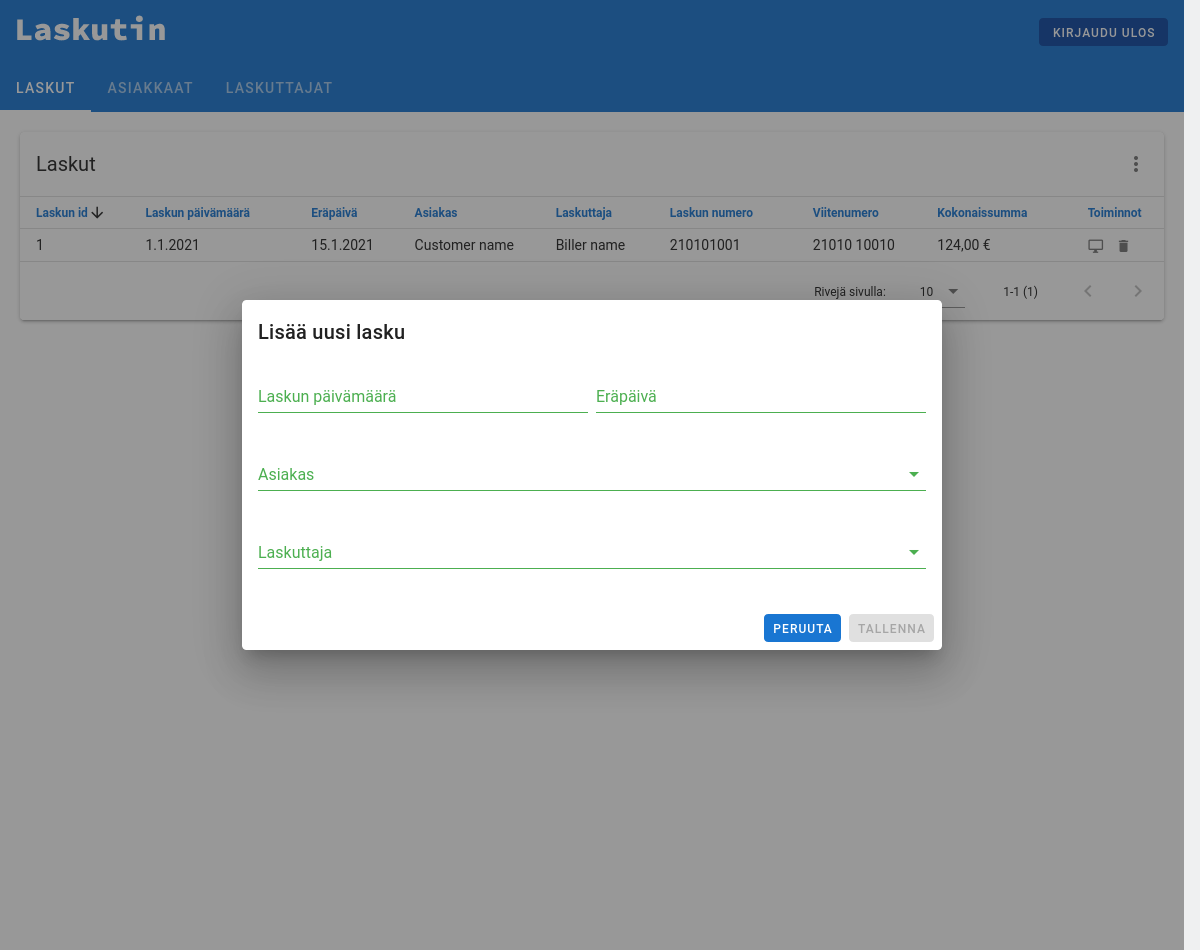 Laskutin
KIRJAUDU ULOS
LASKUT ASIAKKAAT LASKUTTAJAT
Laskut
Laskun id Laskun päivämäärä Eräpäivä Asiakas Laskuttaja Laskun numero Viitenumero Kokonaissumma Toiminnot
1 1.1.2021 15.1.2021 Customer name Biller name 210101001 21010 10010 124,00 €
Rivejä sivulla: 10 1-1 (1)
Lisää uusi lasku
Laskun päivämäärä Eräpäivä
Asiakas
Laskuttaja
PERUUTA TALLENNA